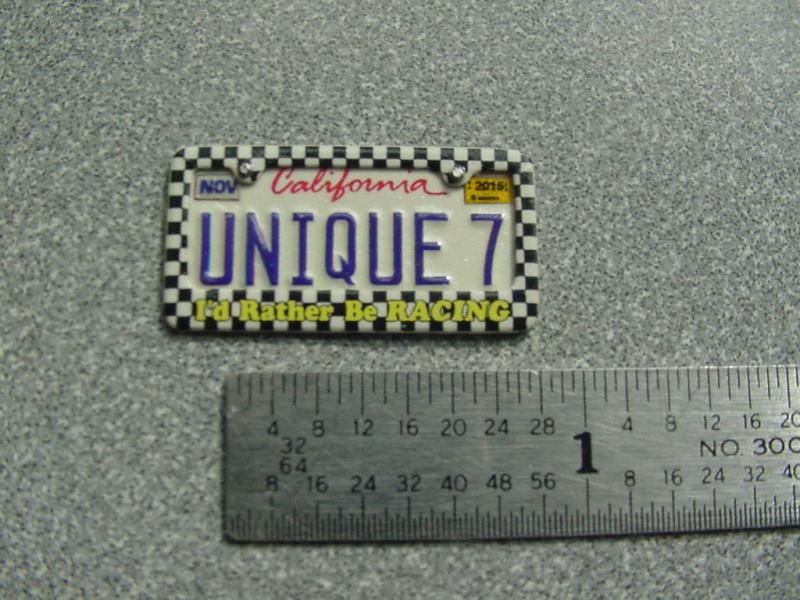 NOV California 2015
UNIQUE 7
I'd Rather Be RACING
4 8 12 16 20 24 28 1 4 8 12 16 20
32 NO. 300
64
8 16 24 32 40 48 56 8 16 24 32 40